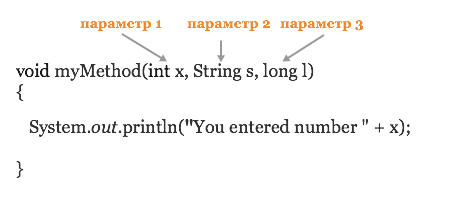 параметр 1 параметр 2 параметр 3
void myMethod(int x, String s, long l)
{
System.out.println("You entered number " + x);
}